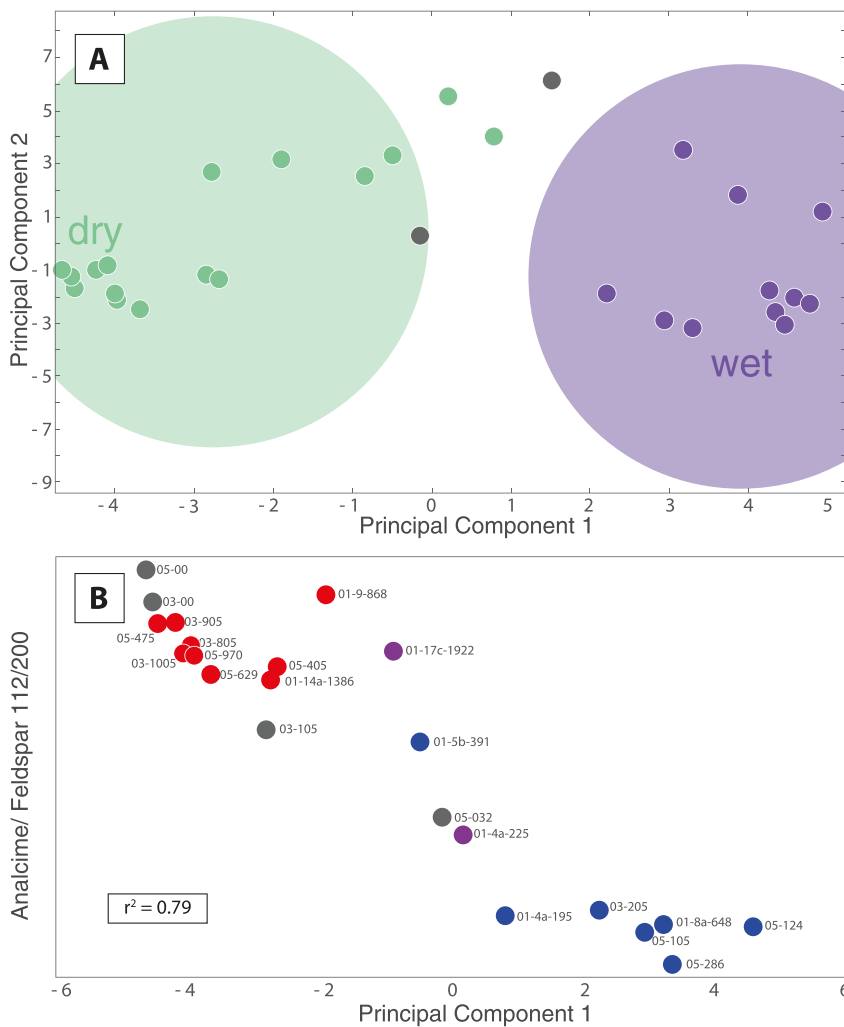 A
7
5
3
1
- 1
- 3
- 5
- 7
- 9
Principal Component 2
dry
wet
- 4
- 3
- 2
- 1
0
1
2
3
4
5
Principal Component 1
B
05-00
03-00
01-9-868
03-905
05-475
03-805
03-1005
05-970
05-629
05-405
01-14a-1386
01-17c-1922
03-105
01-5b-391
05-032
01-4a-225
r² = 0.79
01-4a-195
03-205
01-8a-648
05-124
05-105
05-286
Analcime/ Feldspar 112/200
- 6
- 4
- 2
0
2
4
6
Principal Component 1